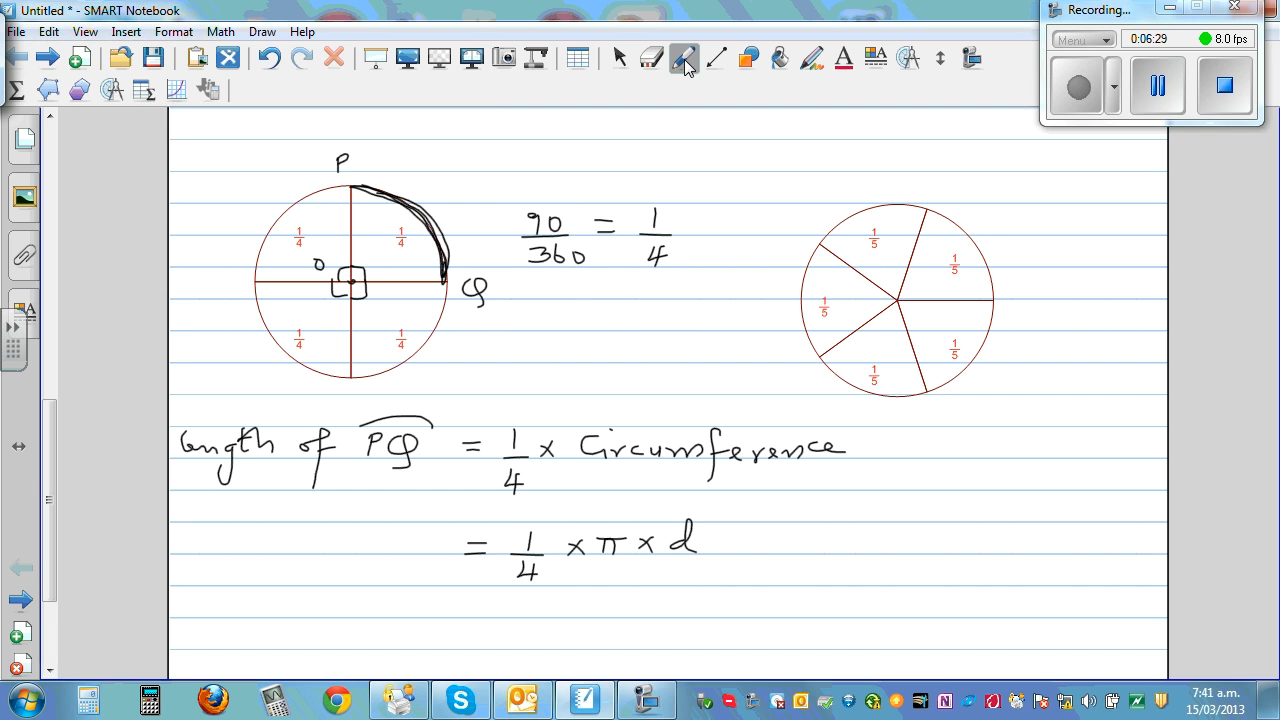 Untitled * - SMART Notebook
File Edit View Insert Format Math Draw Help
Recording...
Menu 0:06:29 8.0 fps
P
1/4 1/4
O
Q
1/4 1/4
90/360 = 1/4
1/5
1/5
1/5
1/5
1/5
length of PQ = 1/4 × Circumference
= 1/4 × π × d
7:41 a.m.
15/03/2013